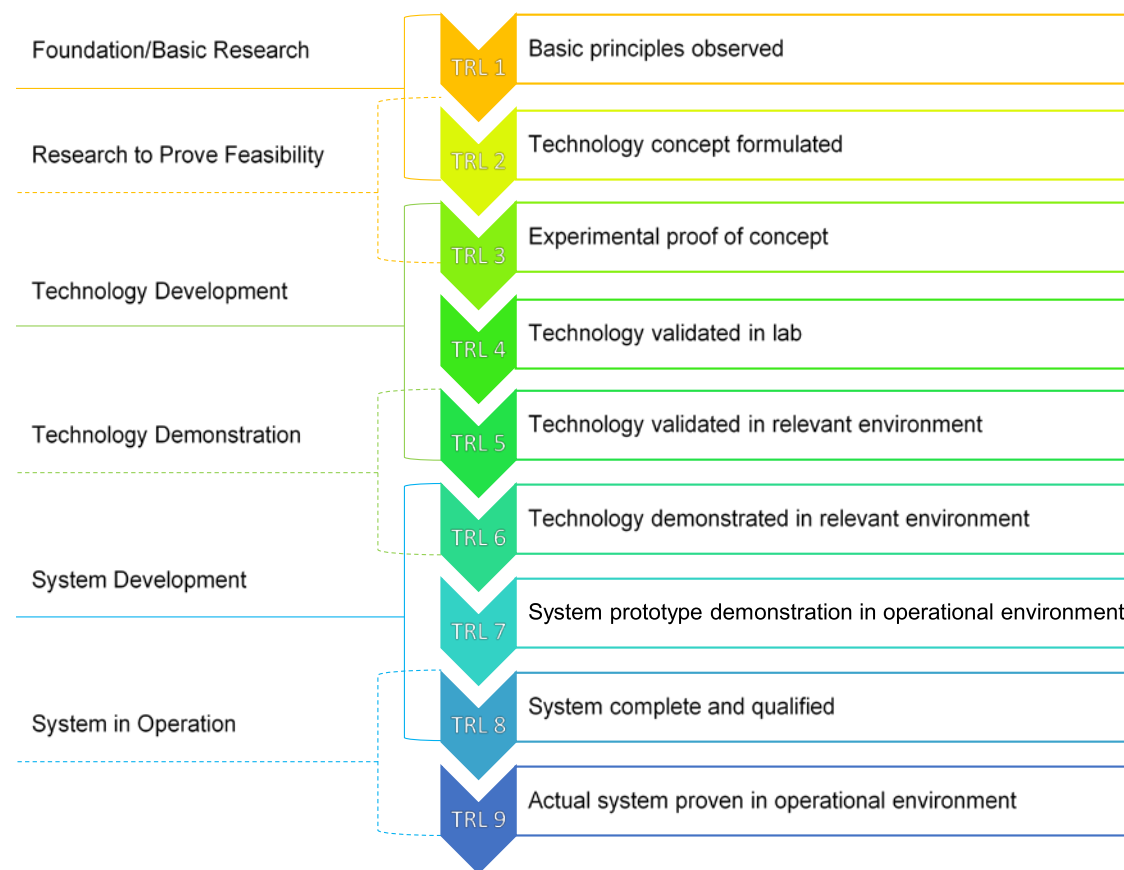 Foundation/Basic Research
TRL 1
Basic principles observed
Research to Prove Feasibility
TRL 2
Technology concept formulated
TRL 3
Experimental proof of concept
Technology Development
TRL 4
Technology validated in lab
Technology Demonstration
TRL 5
Technology validated in relevant environment
TRL 6
Technology demonstrated in relevant environment
System Development
TRL 7
System prototype demonstration in operational environment
System in Operation
TRL 8
System complete and qualified
TRL 9
Actual system proven in operational environment